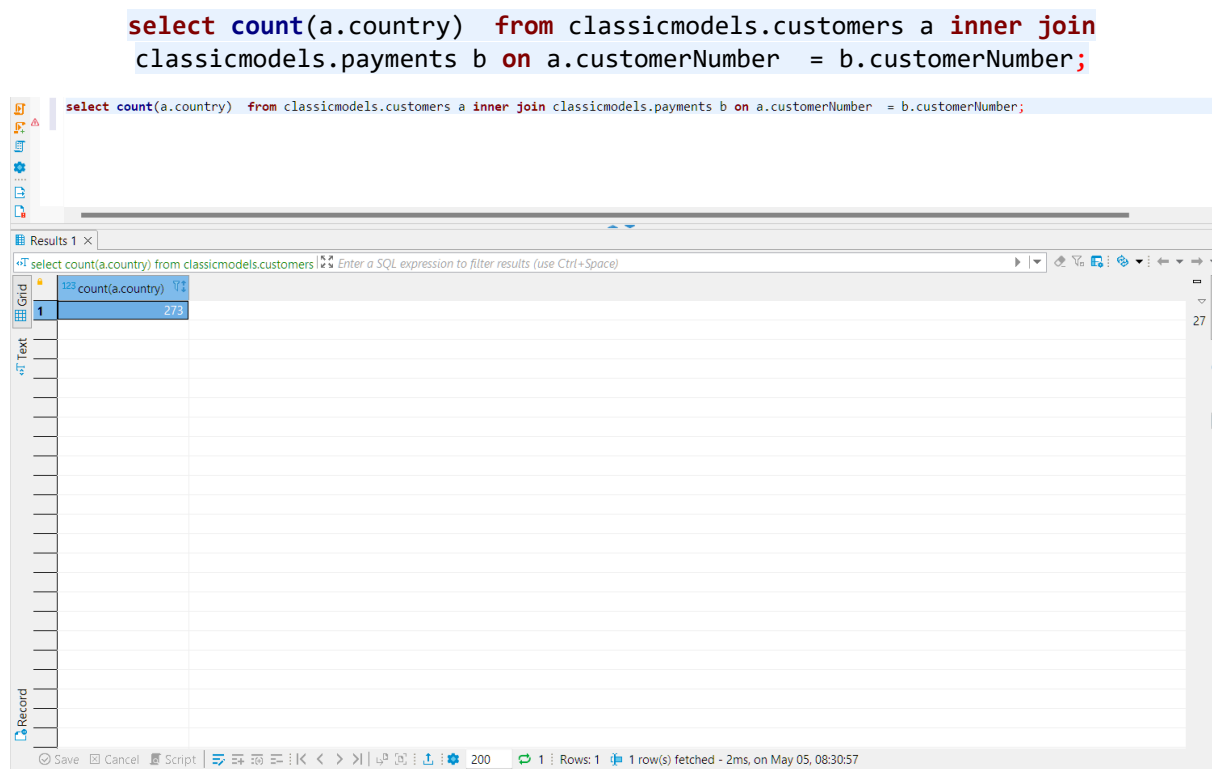 select count(a.country)  from classicmodels.customers a inner join
classicmodels.payments b on a.customerNumber  = b.customerNumber;
select count(a.country)  from classicmodels.customers a inner join classicmodels.payments b on a.customerNumber  = b.customerNumber;
Results 1
select count(a.country) from classicmodels.customers Enter a SQL expression to filter results (use Ctrl+Space)
Grid
123 count(a.country)
1 273
27
Text
Record
Save Cancel Script 200 1 Rows: 1 1 row(s) fetched - 2ms, on May 05, 08:30:57